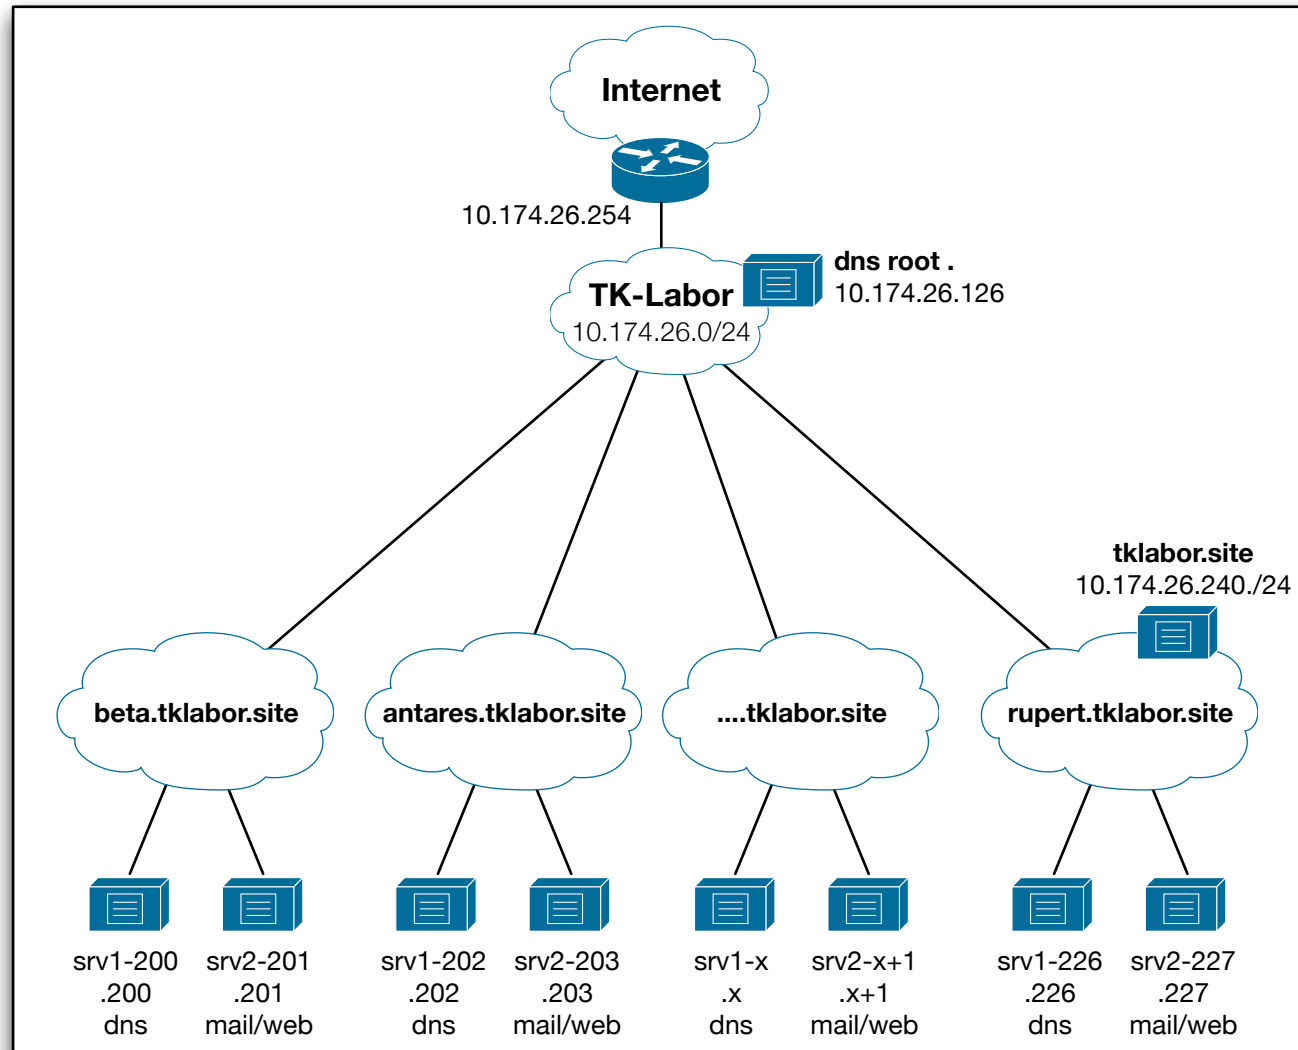 Internet
10.174.26.254
dns root .
10.174.26.126
TK-Labor
10.174.26.0/24
tklabor.site
10.174.26.240./24
beta.tklabor.site
antares.tklabor.site
....tklabor.site
rupert.tklabor.site
srv1-200
.200
dns
srv2-201
.201
mail/web
srv1-202
.202
dns
srv2-203
.203
mail/web
srv1-x
.x
dns
srv2-x+1
.x+1
mail/web
srv1-226
.226
dns
srv2-227
.227
mail/web